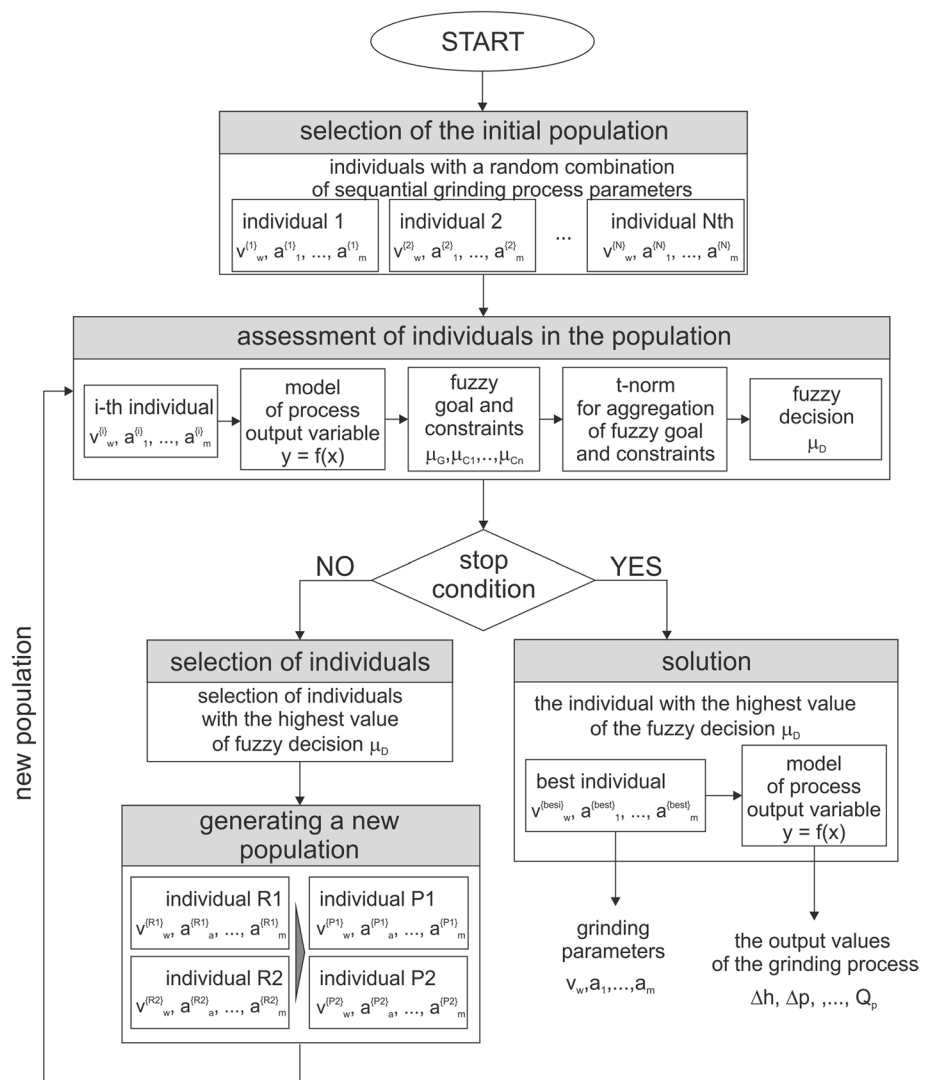 START
selection of the initial population
individuals with a random combination
of sequantial grinding process parameters
individual 1
v{1}w, a{1}1, ..., a{1}m
individual 2
v{2}w, a{2}1, ..., a{2}m
...
individual Nth
v{N}w, a{N}1, ..., a{N}m
assessment of individuals in the population
i-th individual
v{i}w, a{i}1, ..., a{i}m
model
of process
output variable
y = f(x)
fuzzy
goal and
constraints
μG,μC1,..,μCn
t-norm
for aggregation
of fuzzy goal
and constraints
fuzzy
decision
μD
stop
condition
NO
YES
new population
selection of individuals
selection of individuals
with the highest value
of fuzzy decision μD
generating a new
population
individual R1
v{R1}w, a{R1}a, ..., a{R1}m
individual P1
v{P1}w, a{P1}a, ..., a{P1}m
individual R2
v{R2}w, a{R2}a, ..., a{R2}m
individual P2
v{P2}w, a{P2}a, ..., a{P2}m
solution
the individual with the highest value
of the fuzzy decision μD
best individual
v{besi}w, a{best}1, ..., a{best}m
model
of process
output variable
y = f(x)
grinding
parameters
vw,a1,...,am
the output values
of the grinding process
Δh, Δp, ,..., Qp